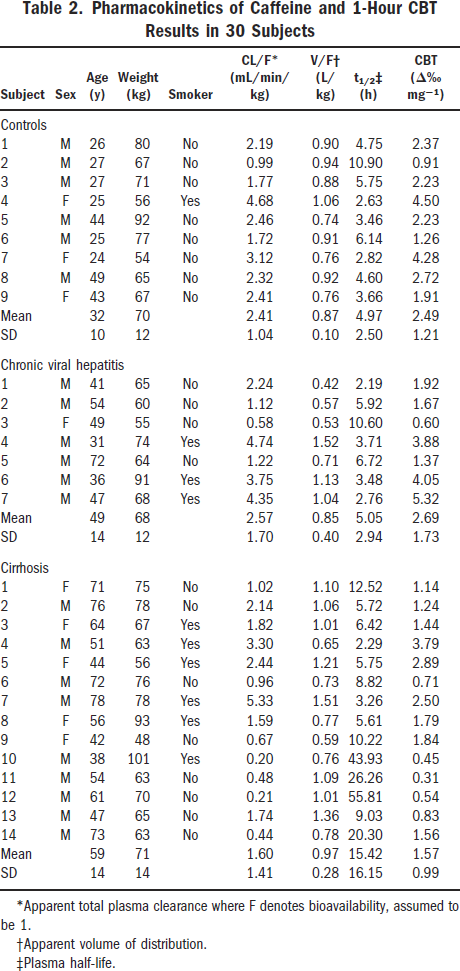 Table 2. Pharmacokinetics of Caffeine and 1-Hour CBT
Results in 30 Subjects
CL/F* V/F† CBT
Age Weight (mL/min/ (L/ t1/2‡ (Δ‰
Subject Sex (y) (kg) Smoker kg) kg) (h) mg⁻¹)
Controls
1 M 26 80 No 2.19 0.90 4.75 2.37
2 M 27 67 No 0.99 0.94 10.90 0.91
3 M 27 71 No 1.77 0.88 5.75 2.23
4 F 25 56 Yes 4.68 1.06 2.63 4.50
5 M 44 92 No 2.46 0.74 3.46 2.23
6 M 25 77 No 1.72 0.91 6.14 1.26
7 F 24 54 No 3.12 0.76 2.82 4.28
8 M 49 65 No 2.32 0.92 4.60 2.72
9 F 43 67 No 2.41 0.76 3.66 1.91
Mean 32 70 2.41 0.87 4.97 2.49
SD 10 12 1.04 0.10 2.50 1.21
Chronic viral hepatitis
1 M 41 65 No 2.24 0.42 2.19 1.92
2 M 54 60 No 1.12 0.57 5.92 1.67
3 F 49 55 No 0.58 0.53 10.60 0.60
4 M 31 74 Yes 4.74 1.52 3.71 3.88
5 M 72 64 No 1.22 0.71 6.72 1.37
6 M 36 91 Yes 3.75 1.13 3.48 4.05
7 M 47 68 Yes 4.35 1.04 2.76 5.32
Mean 49 68 2.57 0.85 5.05 2.69
SD 14 12 1.70 0.40 2.94 1.73
Cirrhosis
1 F 71 75 No 1.02 1.10 12.52 1.14
2 M 76 78 No 2.14 1.06 5.72 1.24
3 F 64 67 Yes 1.82 1.01 6.42 1.44
4 M 51 63 Yes 3.30 0.65 2.29 3.79
5 F 44 56 Yes 2.44 1.21 5.75 2.89
6 M 72 76 No 0.96 0.73 8.82 0.71
7 M 78 78 Yes 5.33 1.51 3.26 2.50
8 F 56 93 Yes 1.59 0.77 5.61 1.79
9 F 42 48 No 0.67 0.59 10.22 1.84
10 M 38 101 Yes 0.20 0.76 43.93 0.45
11 M 54 63 No 0.48 1.09 26.26 0.31
12 M 61 70 No 0.21 1.01 55.81 0.54
13 M 47 65 No 1.74 1.36 9.03 0.83
14 M 73 63 No 0.44 0.78 20.30 1.56
Mean 59 71 1.60 0.97 15.42 1.57
SD 14 14 1.41 0.28 16.15 0.99
*Apparent total plasma clearance where F denotes bioavailability, assumed to
be 1.
†Apparent volume of distribution.
‡Plasma half-life.